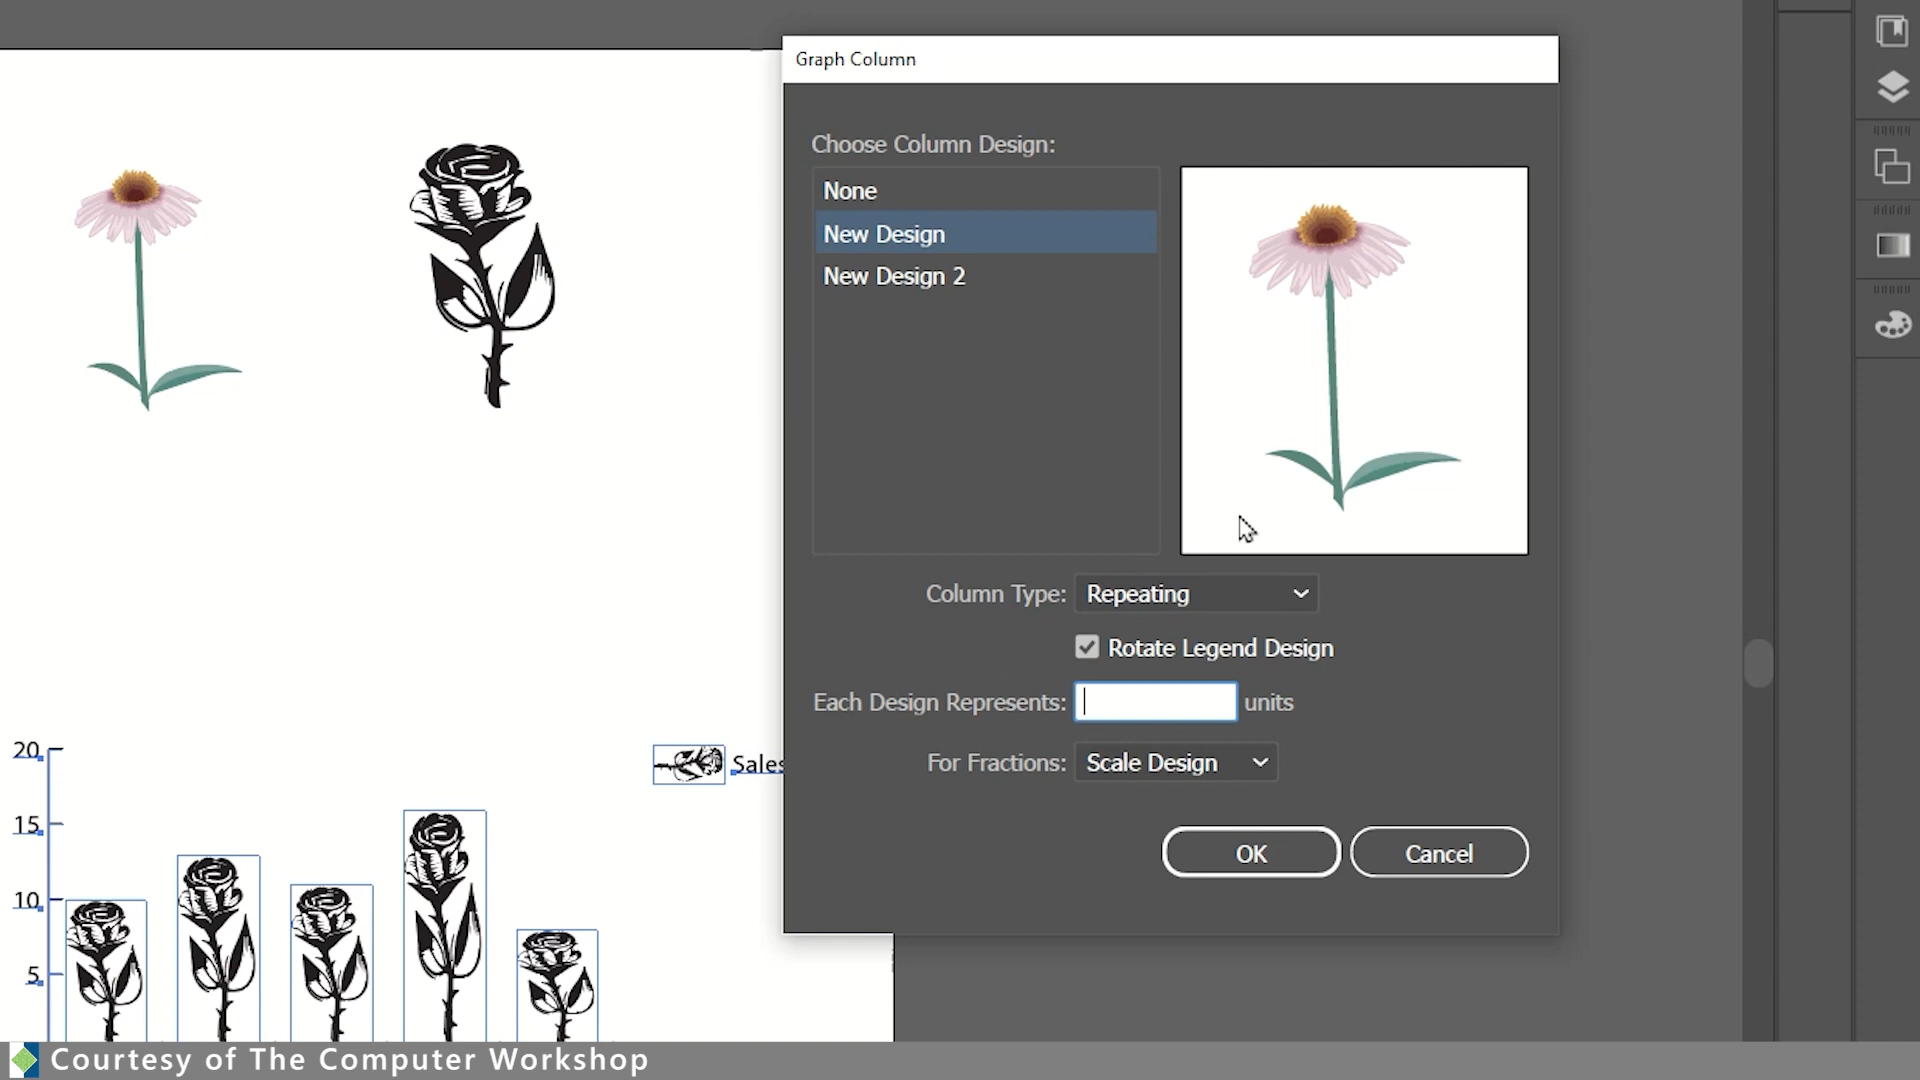 Graph Column
Choose Column Design:
None
New Design
New Design 2
Column Type: Repeating
Rotate Legend Design
Each Design Represents: units
For Fractions: Scale Design
OK Cancel
20
Sales
15
10
5
Courtesy of The Computer Workshop